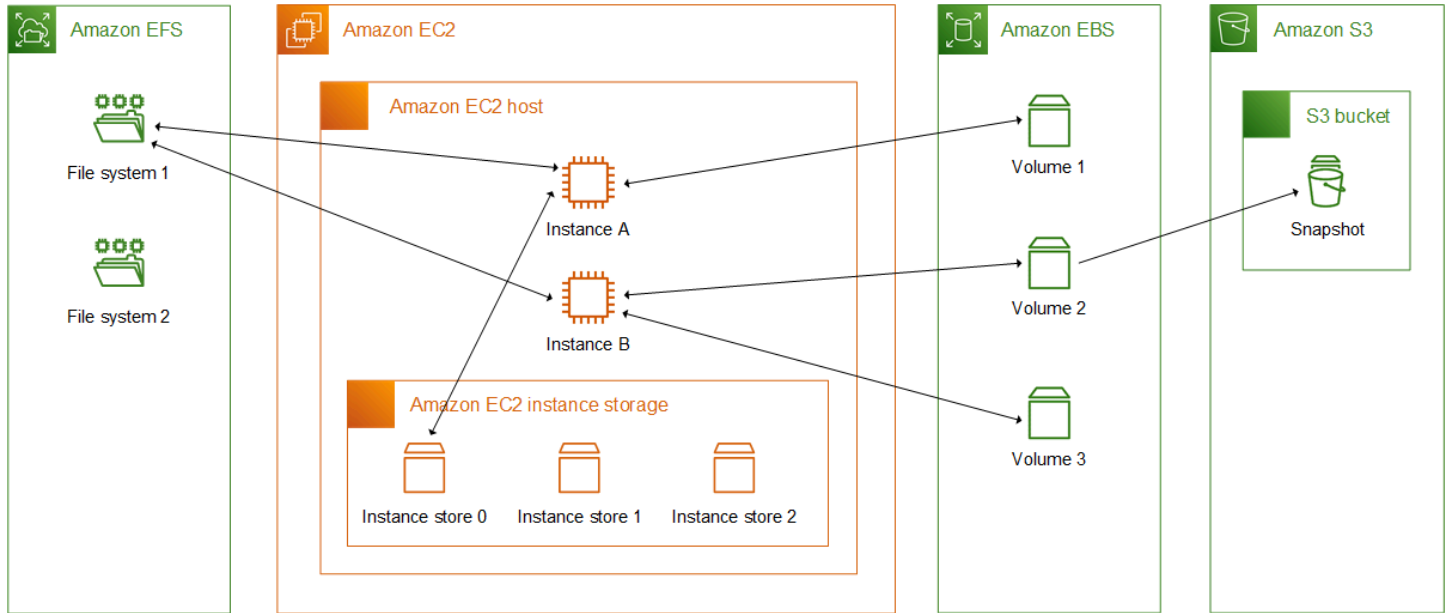 Amazon EFS
File system 1
File system 2
Amazon EC2
Amazon EC2 host
Instance A
Instance B
Amazon EC2 instance storage
Instance store 0
Instance store 1
Instance store 2
Amazon EBS
Volume 1
Volume 2
Volume 3
Amazon S3
S3 bucket
Snapshot